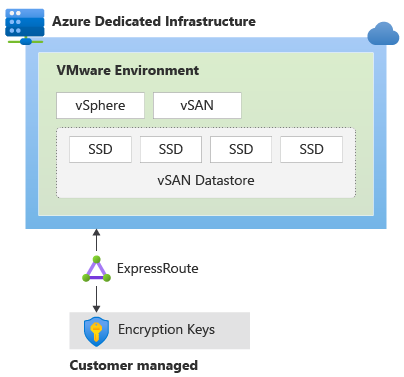 Azure Dedicated Infrastructure
VMware Environment
vSphere
vSAN
SSD
SSD
SSD
SSD
vSAN Datastore
ExpressRoute
Encryption Keys
Customer managed